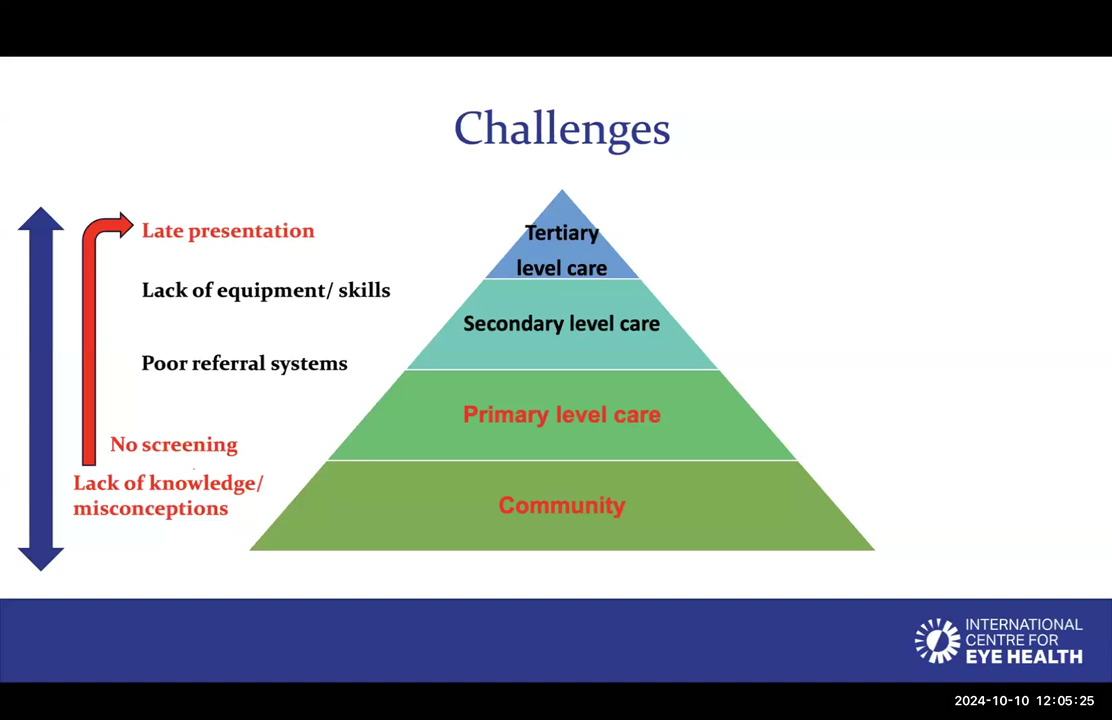 Challenges
Late presentation
Lack of equipment/ skills
Poor referral systems
No screening
Lack of knowledge/
misconceptions
Tertiary
level care
Secondary level care
Primary level care
Community
INTERNATIONAL
CENTRE FOR
EYE HEALTH
2024-10-10 12:05:25